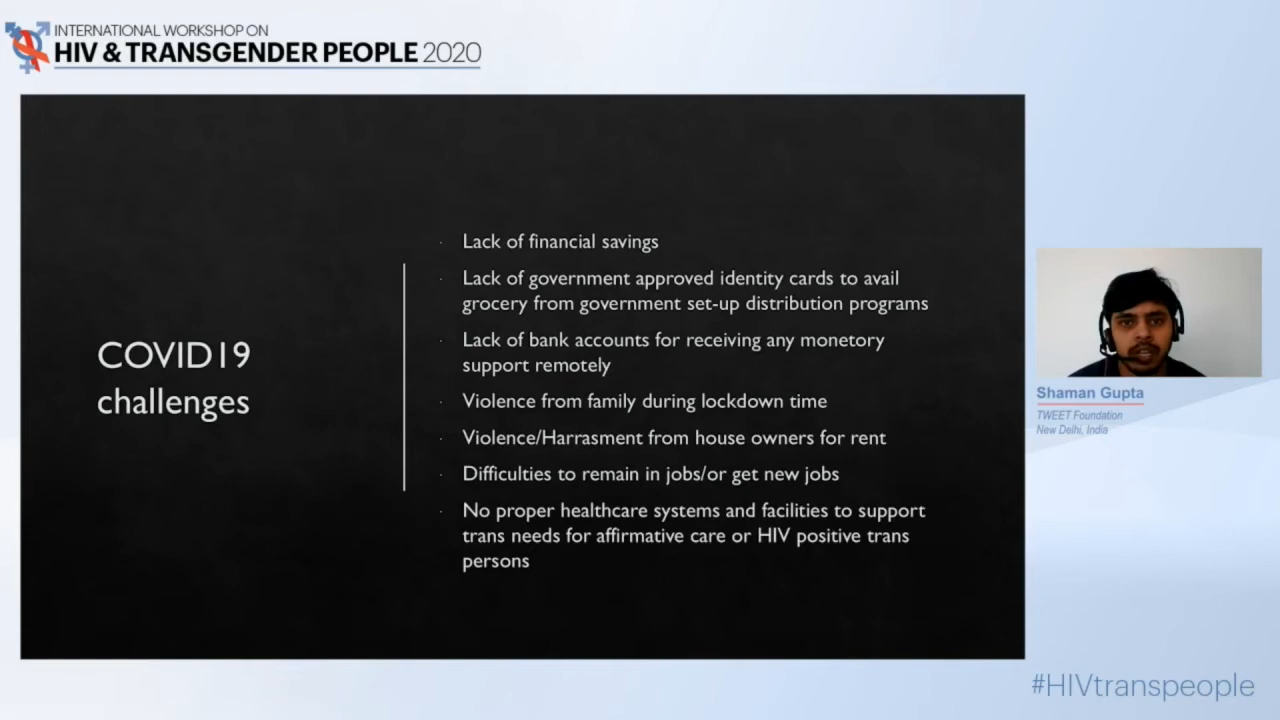 INTERNATIONAL WORKSHOP ON
HIV & TRANSGENDER PEOPLE 2020
COVID19
challenges
· Lack of financial savings
· Lack of government approved identity cards to avail
grocery from government set-up distribution programs
· Lack of bank accounts for receiving any monetory
support remotely
· Violence from family during lockdown time
· Violence/Harrasment from house owners for rent
· Difficulties to remain in jobs/or get new jobs
· No proper healthcare systems and facilities to support
trans needs for affirmative care or HIV positive trans
persons
Shaman Gupta
TWEET Foundation
New Delhi, India
#HIVtranspeople